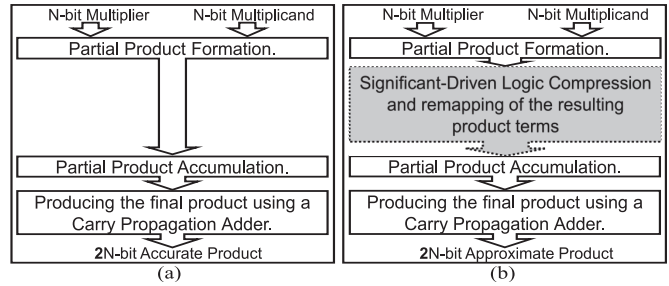 N-bit Multiplier N-bit Multiplicand
Partial Product Formation.
Partial Product Accumulation.
Producing the final product using a
Carry Propagation Adder.
2N-bit Accurate Product
(a)
N-bit Multiplier N-bit Multiplicand
Partial Product Formation.
Significant-Driven Logic Compression
and remapping of the resulting
product terms
Partial Product Accumulation.
Producing the final product using a
Carry Propagation Adder.
2N-bit Approximate Product
(b)